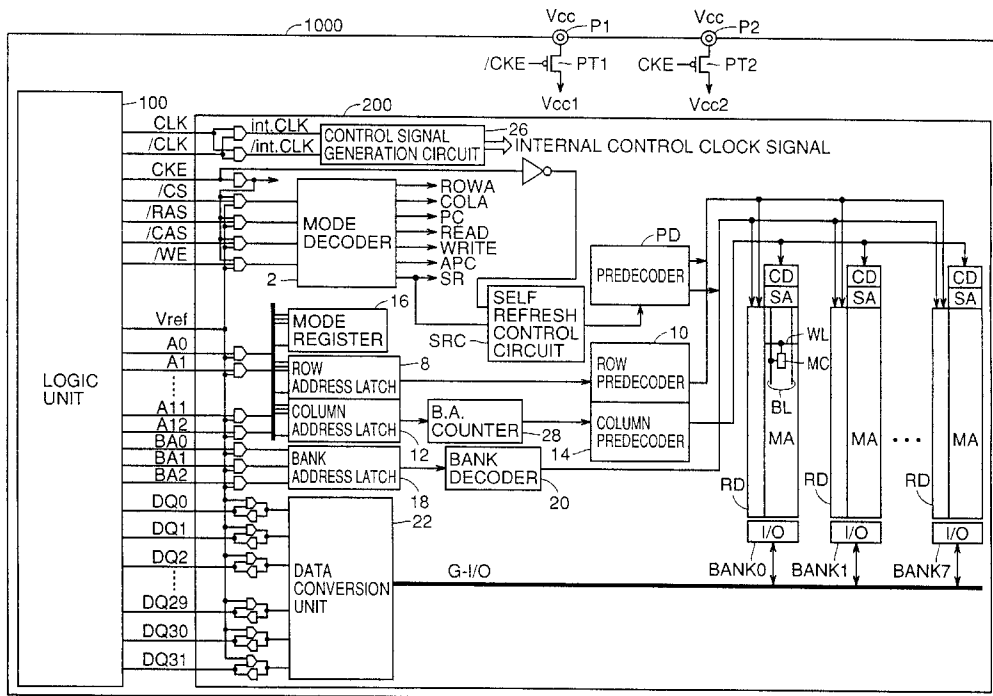 1000
Vcc P1
/CKE PT1
Vcc1
Vcc P2
CKE PT2
Vcc2
100
200
LOGIC
UNIT
CLK
/CLK
CKE
/CS
/RAS
/CAS
/WE
Vref
A0
A1
A11
A12
BA0
BA1
BA2
DQ0
DQ1
DQ2
DQ29
DQ30
DQ31
int.CLK
/int.CLK
CONTROL SIGNAL
GENERATION CIRCUIT
26
INTERNAL CONTROL CLOCK SIGNAL
MODE
DECODER
2
ROWA
COLA
PC
READ
WRITE
APC
SR
16
MODE
REGISTER
8
ROW
ADDRESS LATCH
COLUMN
ADDRESS LATCH
12
BANK
ADDRESS LATCH
18
22
DATA
CONVERSION
UNIT
SELF
REFRESH
CONTROL
CIRCUIT
SRC
B.A.
COUNTER
28
BANK
DECODER
20
PD
PREDECODER
10
ROW
PREDECODER
COLUMN
PREDECODER
14
G-I/O
CD
SA
WL
MC
BL
MA
RD
I/O
BANK0
CD
SA
MA
RD
I/O
BANK1
...
CD
SA
MA
RD
I/O
BANK7